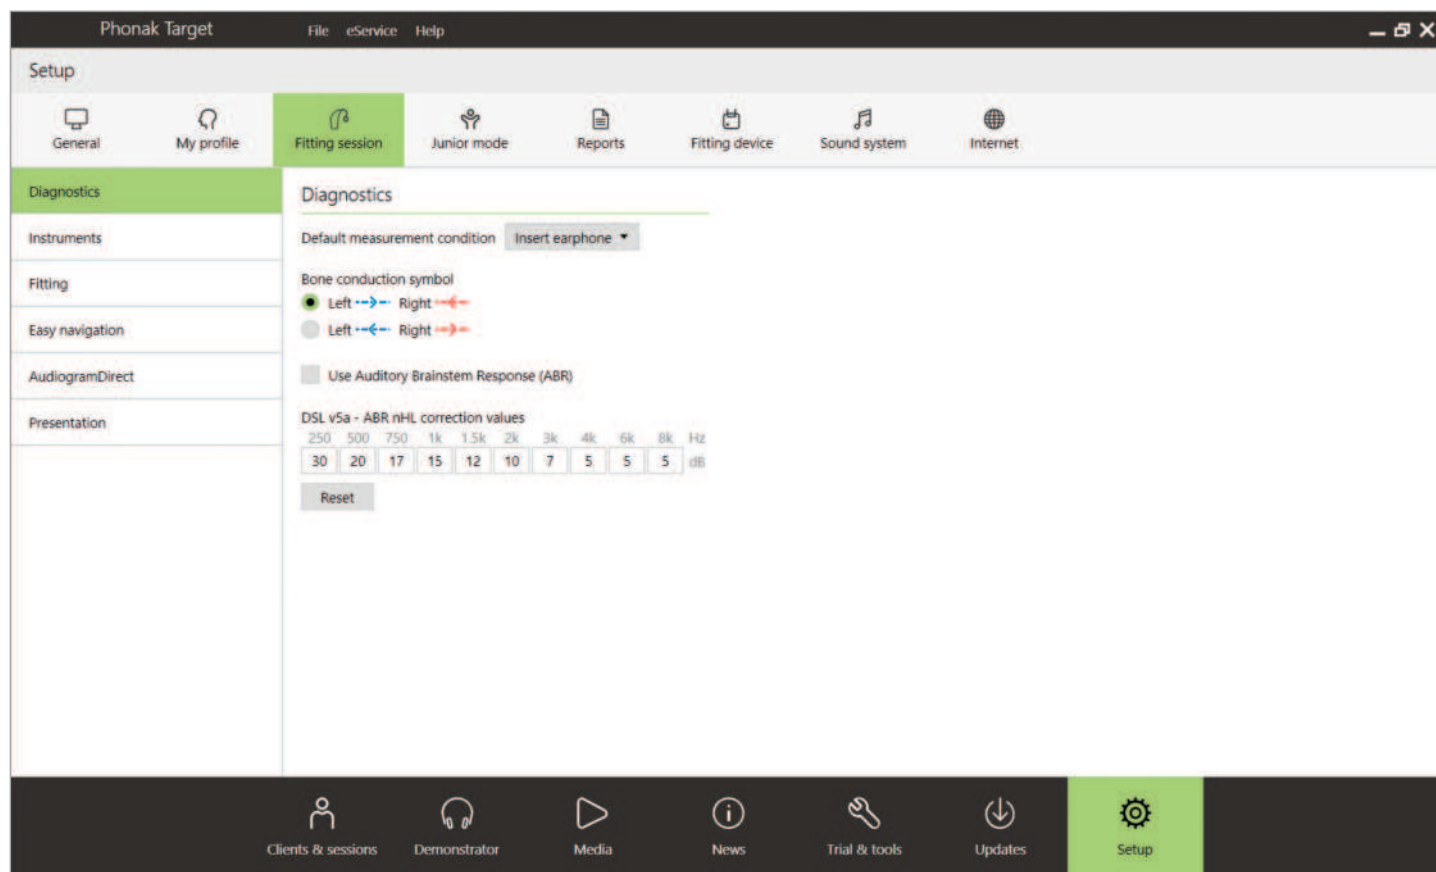 Phonak Target File eService Help
Setup
General My profile Fitting session Junior mode Reports Fitting device Sound system Internet
Diagnostics
Instruments
Fitting
Easy navigation
AudiogramDirect
Presentation
Diagnostics
Default measurement condition Insert earphone
Bone conduction symbol
Left Right
Left Right
Use Auditory Brainstem Response (ABR)
DSL v5a - ABR nHL correction values
250 500 750 1k 1.5k 2k 3k 4k 6k 8k Hz
30 20 17 15 12 10 7 5 5 5 dB
Reset
Clients & sessions Demonstrator Media News Trial & tools Updates Setup